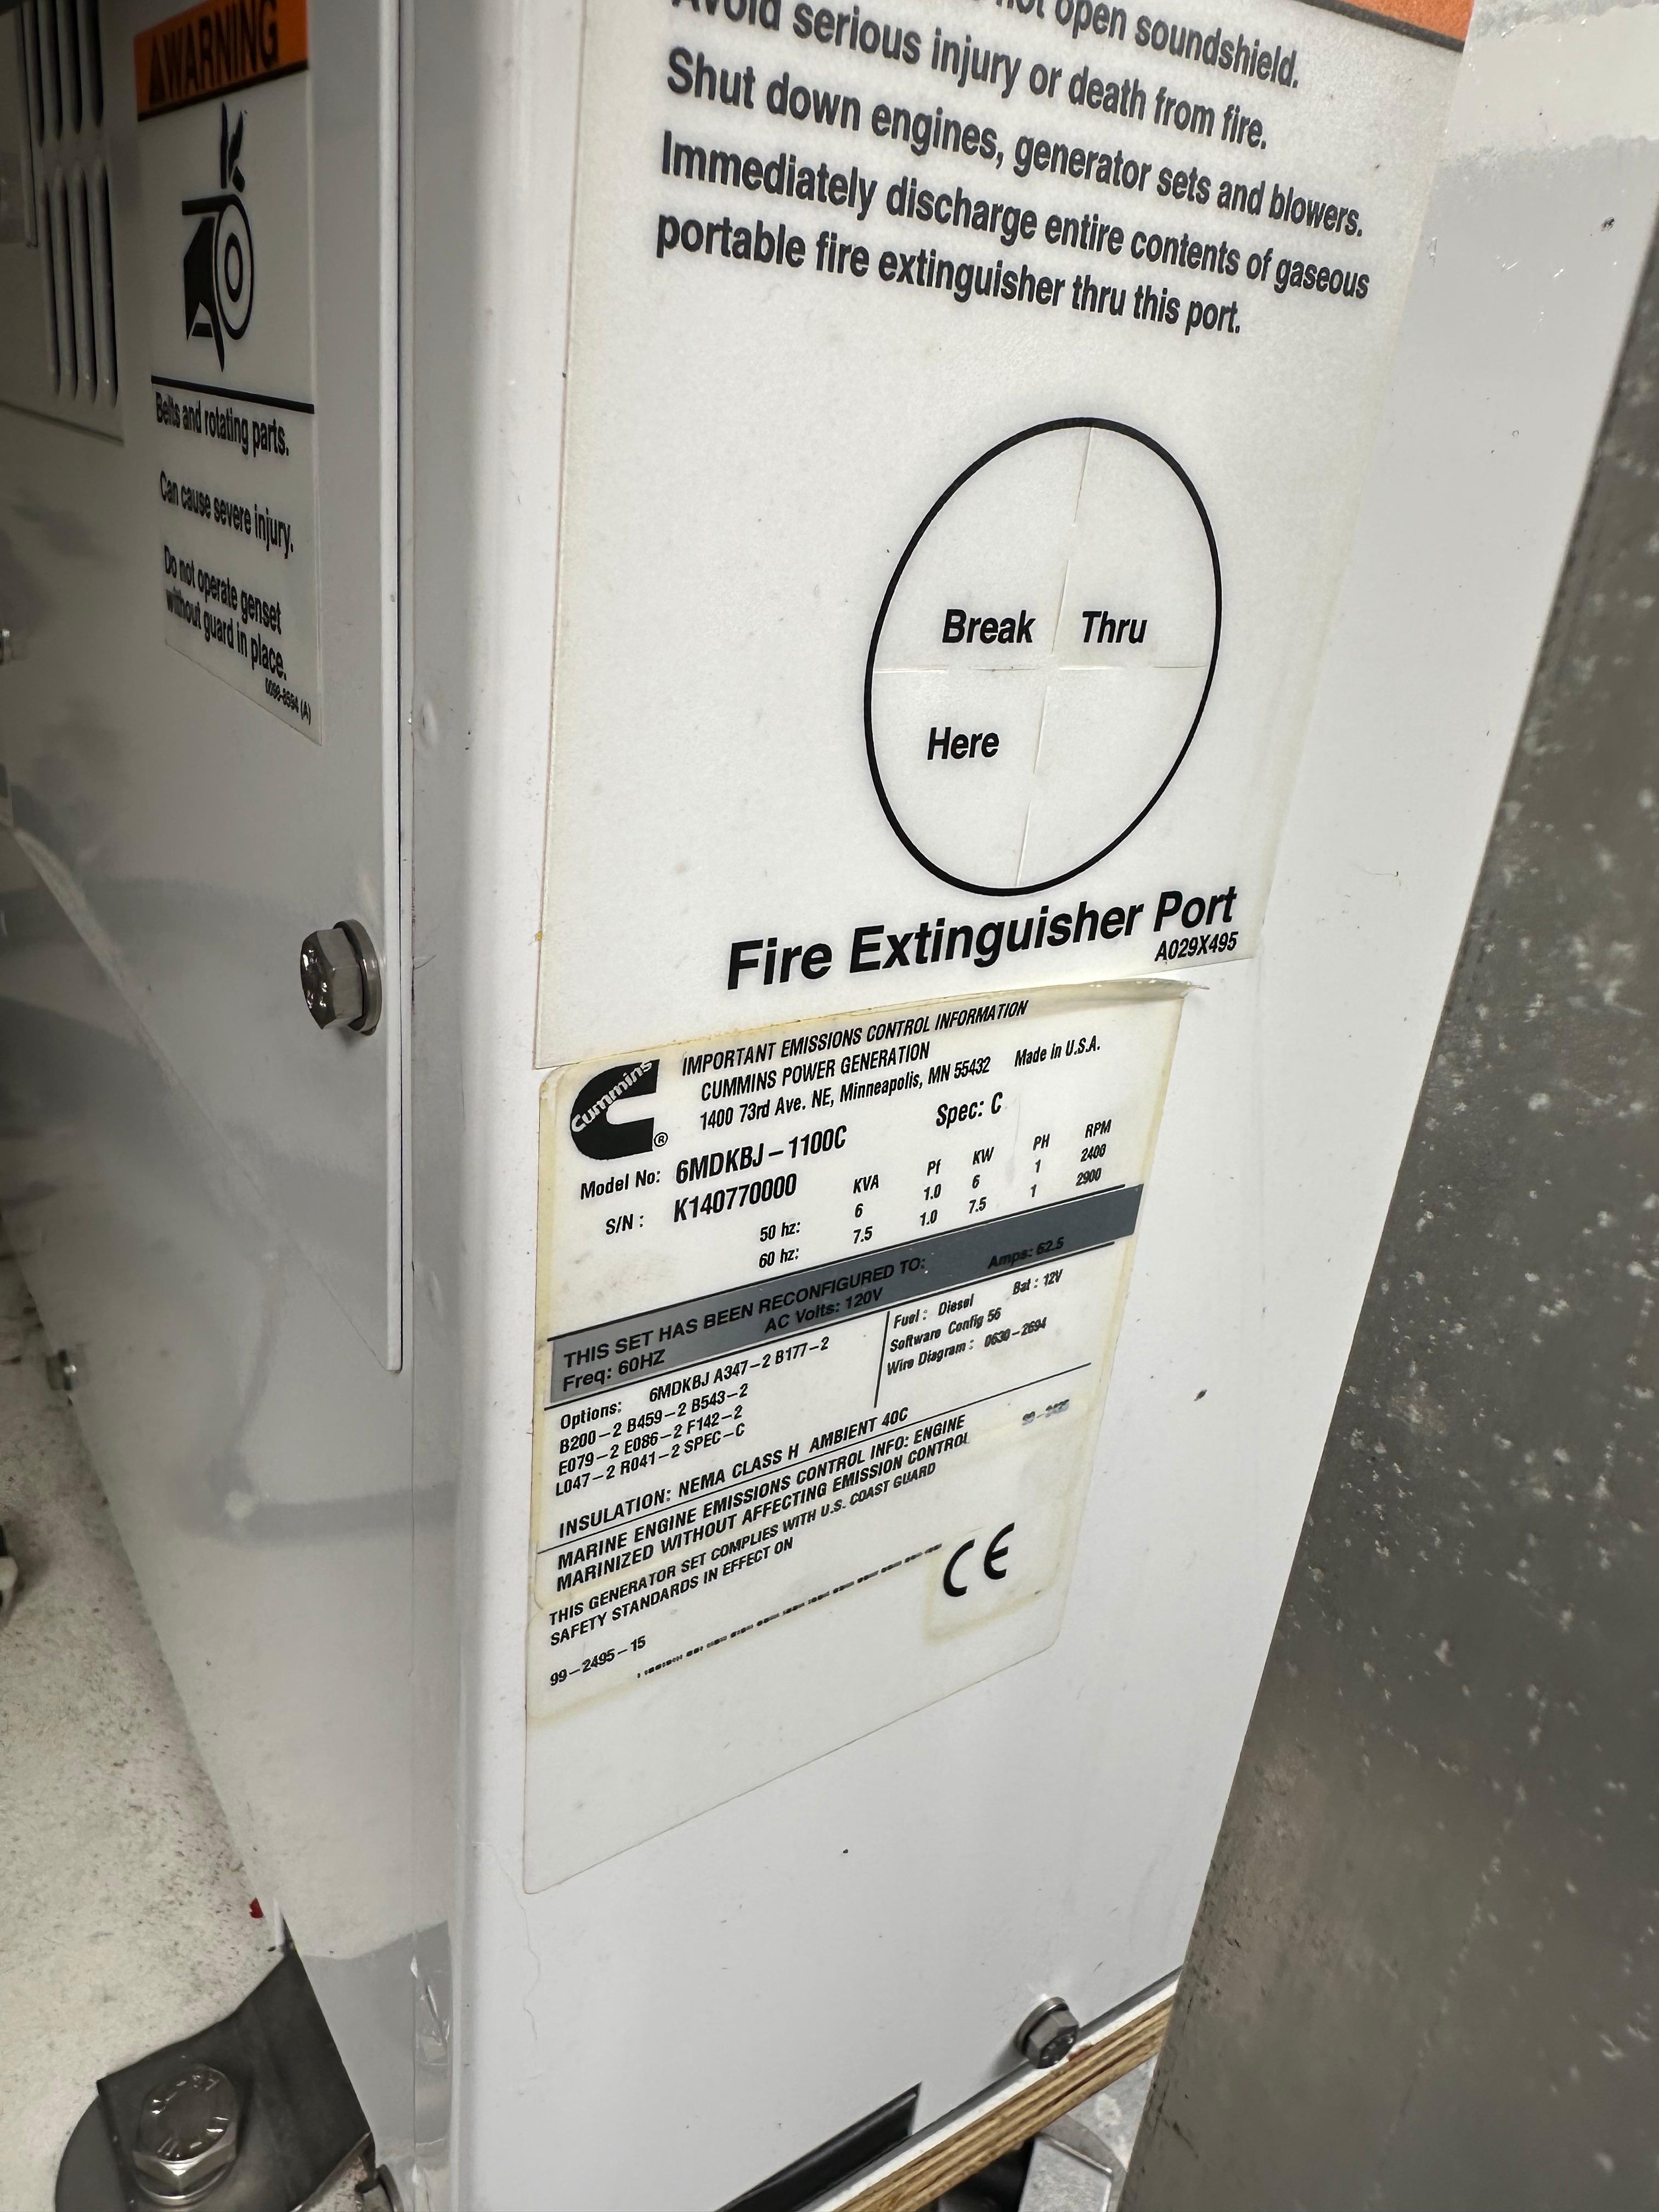 WARNING
Belts and rotating parts.
Can cause severe injury.
Do not operate genset
without guard in place.
0098-8594 (A)
not open soundshield.
Avoid serious injury or death from fire.
Shut down engines, generator sets and blowers.
Immediately discharge entire contents of gaseous
portable fire extinguisher thru this port.
Break Thru
Here
Fire Extinguisher Port
A029X495
Cummins ®
IMPORTANT EMISSIONS CONTROL INFORMATION
CUMMINS POWER GENERATION
1400 73rd Ave. NE, Minneapolis, MN 55432 Made in U.S.A.
Model No: 6MDKBJ-1100C Spec: C
S/N: K140770000
KVA Pf KW PH RPM
50 hz: 6 1.0 6 1 2400
60 hz: 7.5 1.0 7.5 1 2900
THIS SET HAS BEEN RECONFIGURED TO:
Freq: 60HZ AC Volts: 120V Amps: 62.5
Options: 6MDKBJ A347-2 B177-2
B200-2 B459-2 B543-2
E079-2 E086-2 F142-2
L047-2 R041-2 SPEC-C
Fuel: Diesel Bat: 12V
Software Config 56
Wire Diagram: 0630-2694
INSULATION: NEMA CLASS H AMBIENT 40C
MARINE ENGINE EMISSIONS CONTROL INFO: ENGINE
MARINIZED WITHOUT AFFECTING EMISSION CONTROL
THIS GENERATOR SET COMPLIES WITH U.S. COAST GUARD
SAFETY STANDARDS IN EFFECT ON
CE
99-2495-15